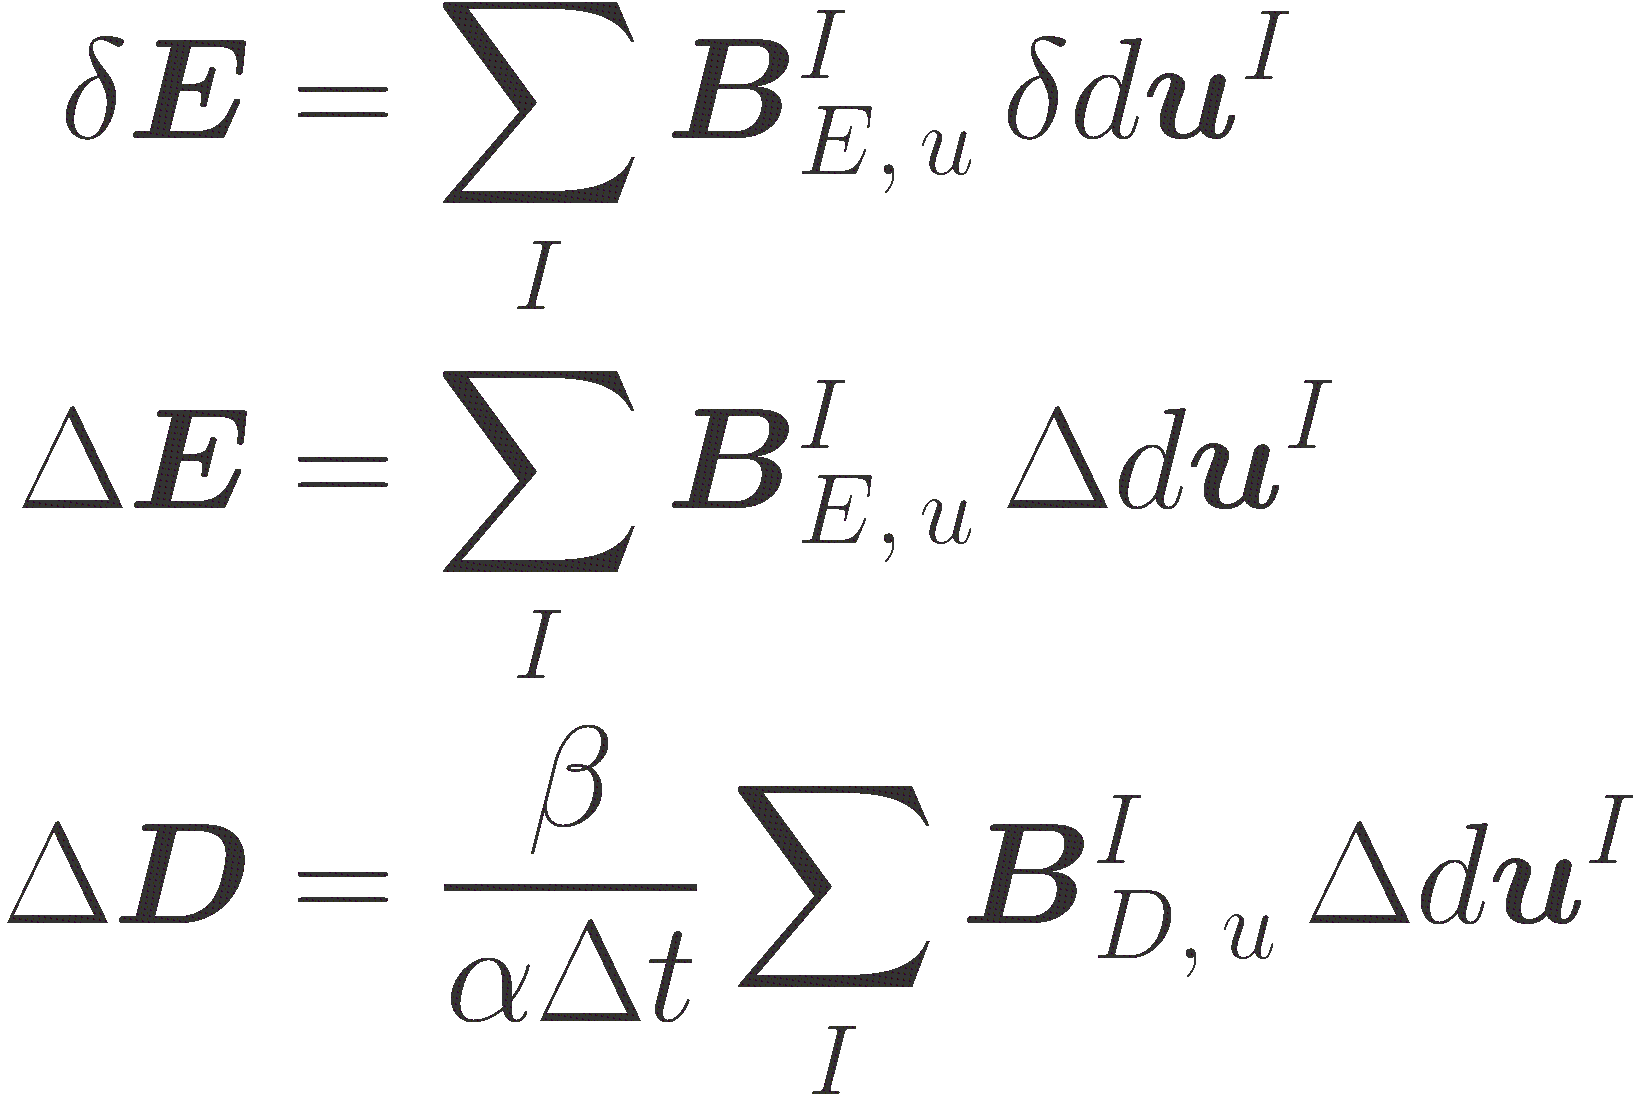 δE = ∑_I B^I_{E, u} δdu^I
ΔE = ∑_I B^I_{E, u} Δdu^I
ΔD = β/(αΔt) ∑_I B^I_{D, u} Δdu^I